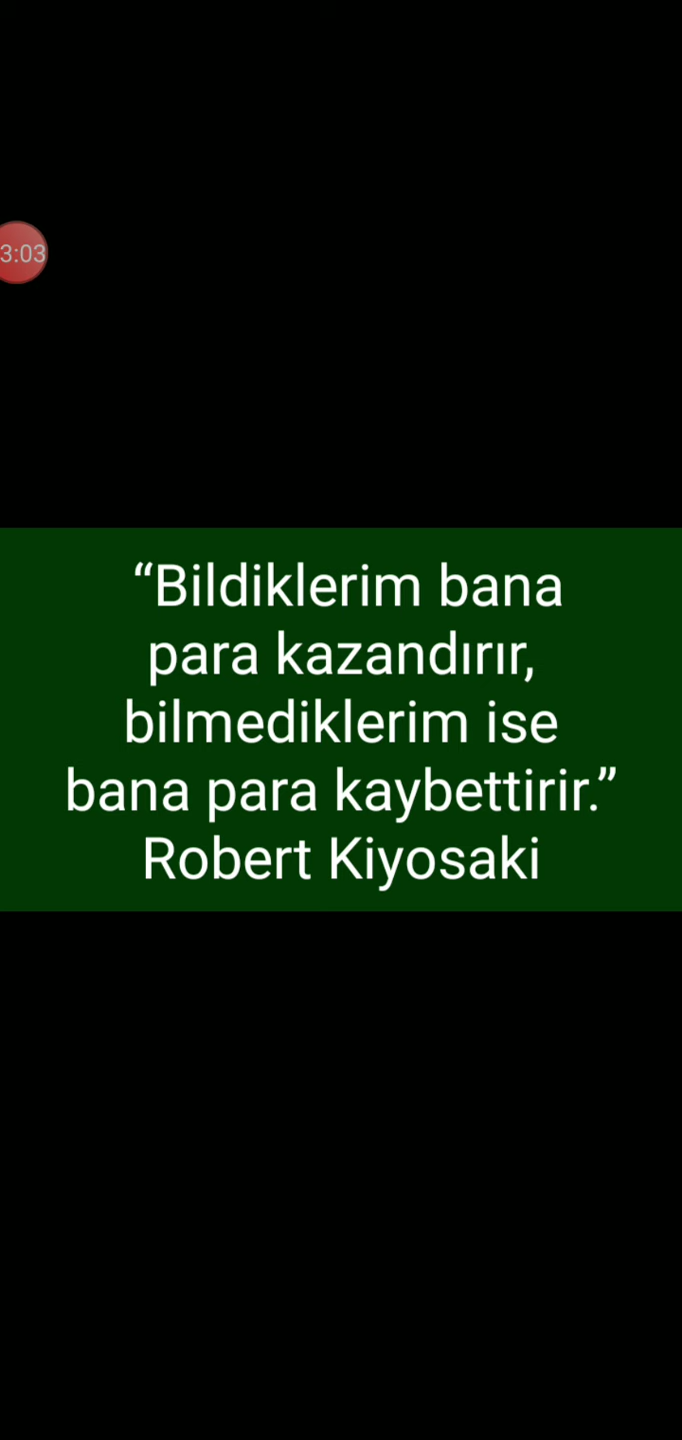 3:03
“Bildiklerim bana
para kazandırır,
bilmediklerim ise
bana para kaybettirir.”
Robert Kiyosaki